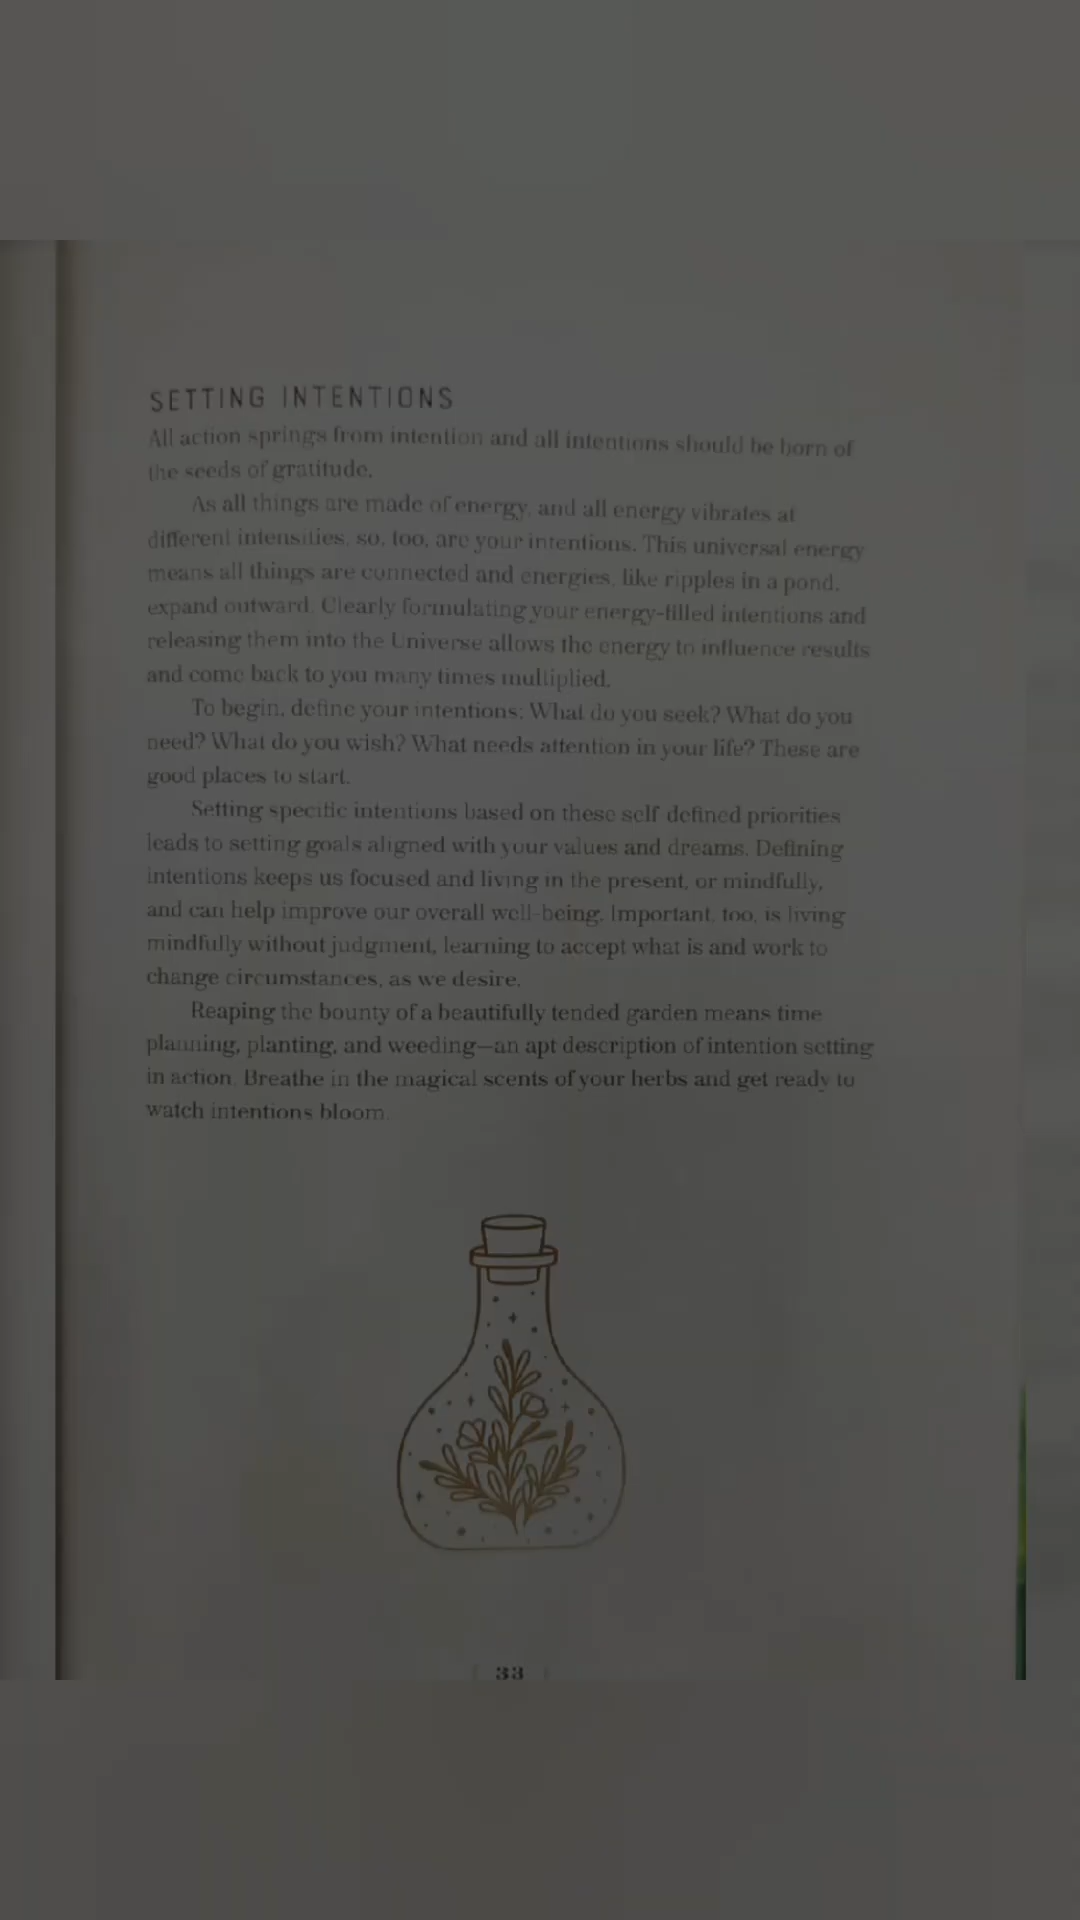 SETTING INTENTIONS
All action springs from intention and all intentions should be born of
the seeds of gratitude.
As all things are made of energy, and all energy vibrates at
different intensities, so, too, are your intentions. This universal energy
means all things are connected and energies, like ripples in a pond,
expand outward. Clearly formulating your energy-filled intentions and
releasing them into the Universe allows the energy to influence results
and come back to you many times multiplied.
To begin, define your intentions: What do you seek? What do you
need? What do you wish? What needs attention in your life? These are
good places to start.
Setting specific intentions based on these self-defined priorities
leads to setting goals aligned with your values and dreams. Defining
intentions keeps us focused and living in the present, or mindfully,
and can help improve our overall well-being. Important, too, is living
mindfully without judgment, learning to accept what is and work to
change circumstances, as we desire.
Reaping the bounty of a beautifully tended garden means time
planning, planting, and weeding—an apt description of intention setting
in action. Breathe in the magical scents of your herbs and get ready to
watch intentions bloom.
33